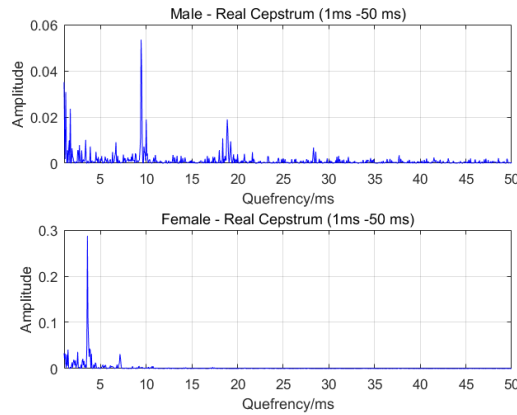 Male - Real Cepstrum (1ms -50 ms)
0.06
0.04
0.02
0
Amplitude
5 10 15 20 25 30 35 40 45 50
Quefrency/ms
Female - Real Cepstrum (1ms -50 ms)
0.3
0.2
0.1
0
Amplitude
5 10 15 20 25 30 35 40 45 50
Quefrency/ms